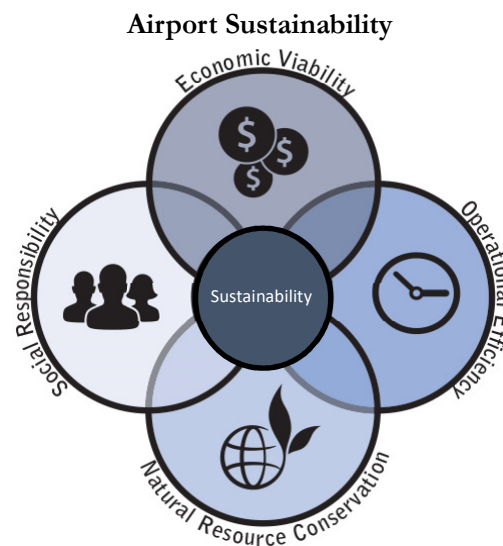 Airport Sustainability
Economic Viability
$
$
$
Social Responsibility
Sustainability
Operational Efficiency
Natural Resource Conservation